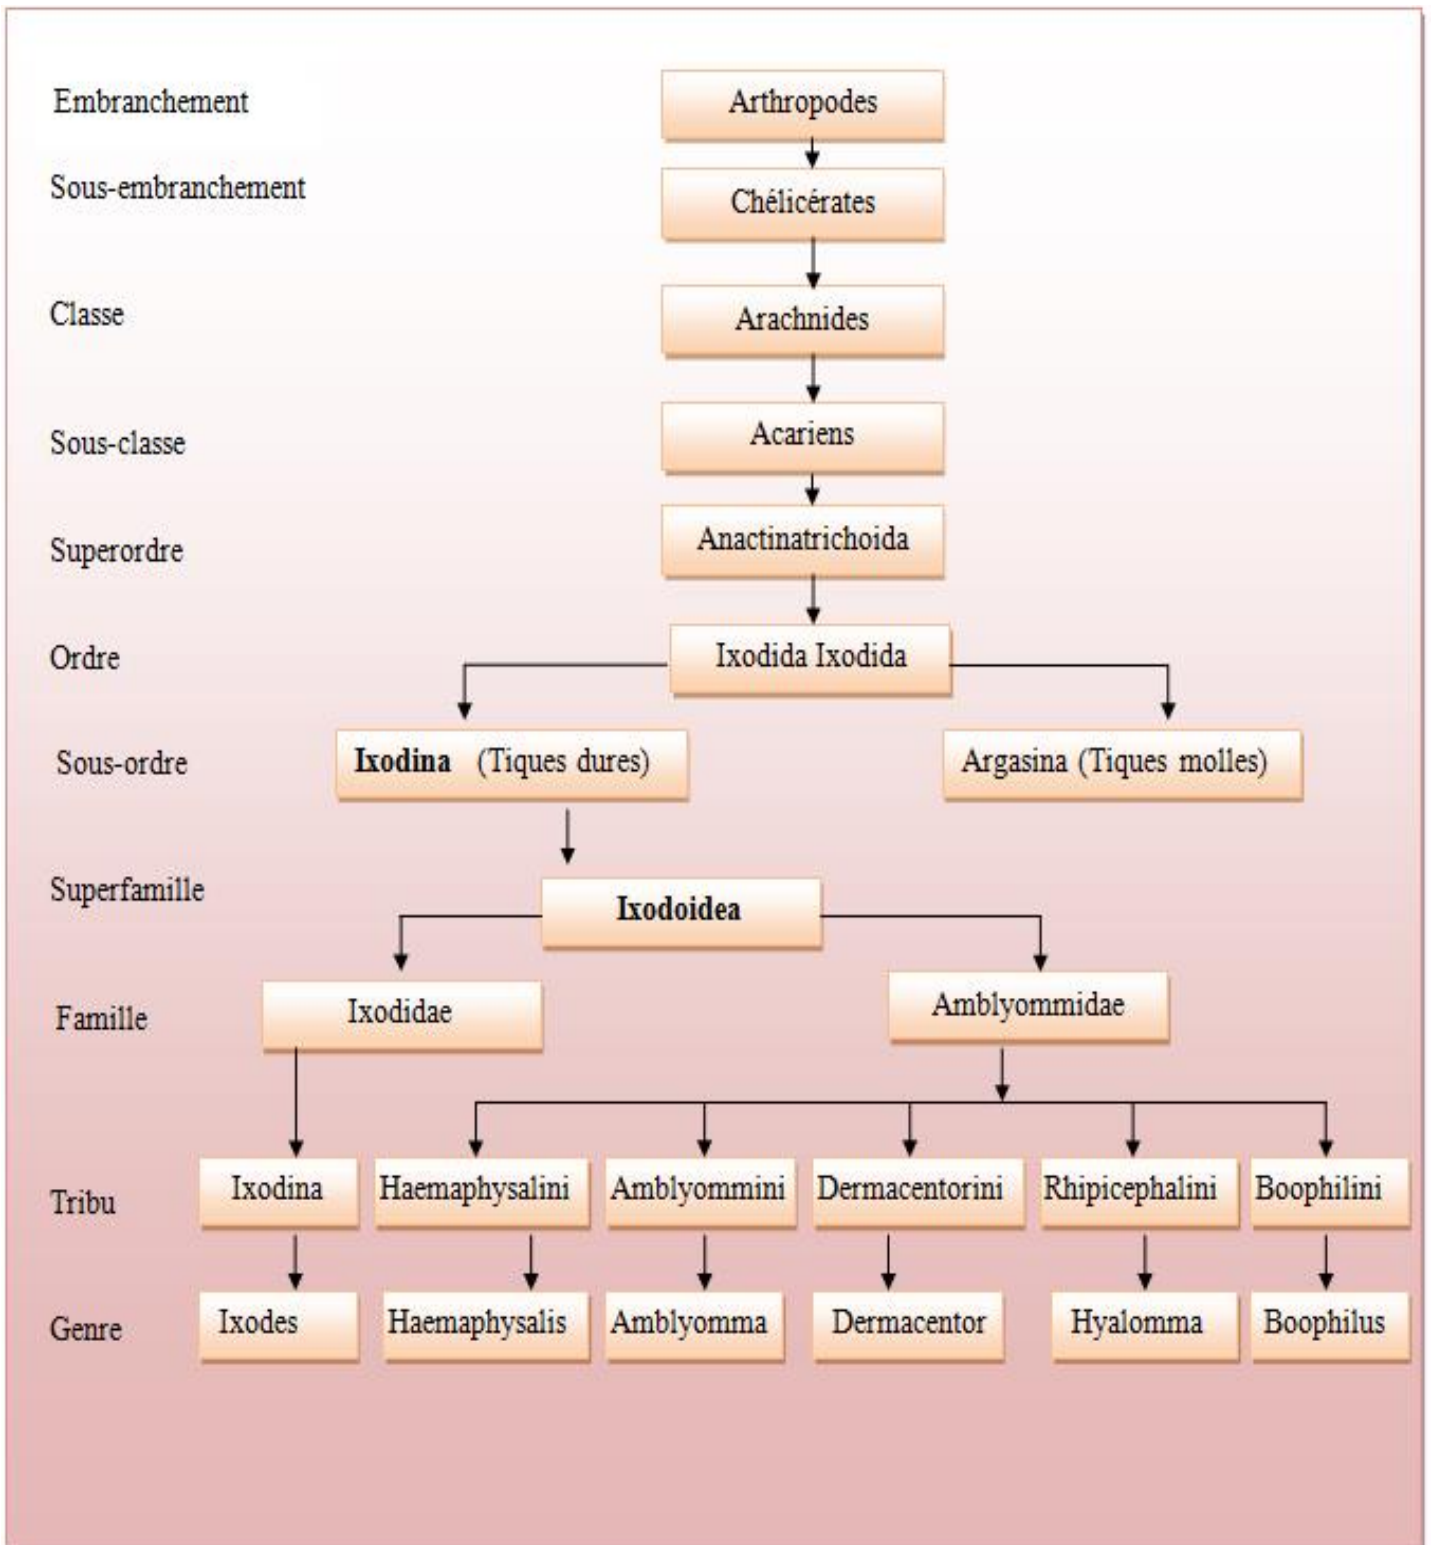 Embranchement
Arthropodes
Sous-embranchement
Chélicérates
Classe
Arachnides
Sous-classe
Acariens
Superordre
Anactinatrichoida
Ordre
Ixodida Ixodida
Sous-ordre
Ixodina (Tiques dures)
Argasina (Tiques molles)
Superfamille
Ixodoidea
Famille
Ixodidae
Amblyommidae
Tribu
Ixodina
Haemaphysalini
Amblyommini
Dermacentorini
Rhipicephalini
Boophilini
Genre
Ixodes
Haemaphysalis
Amblyomma
Dermacentor
Hyalomma
Boophilus